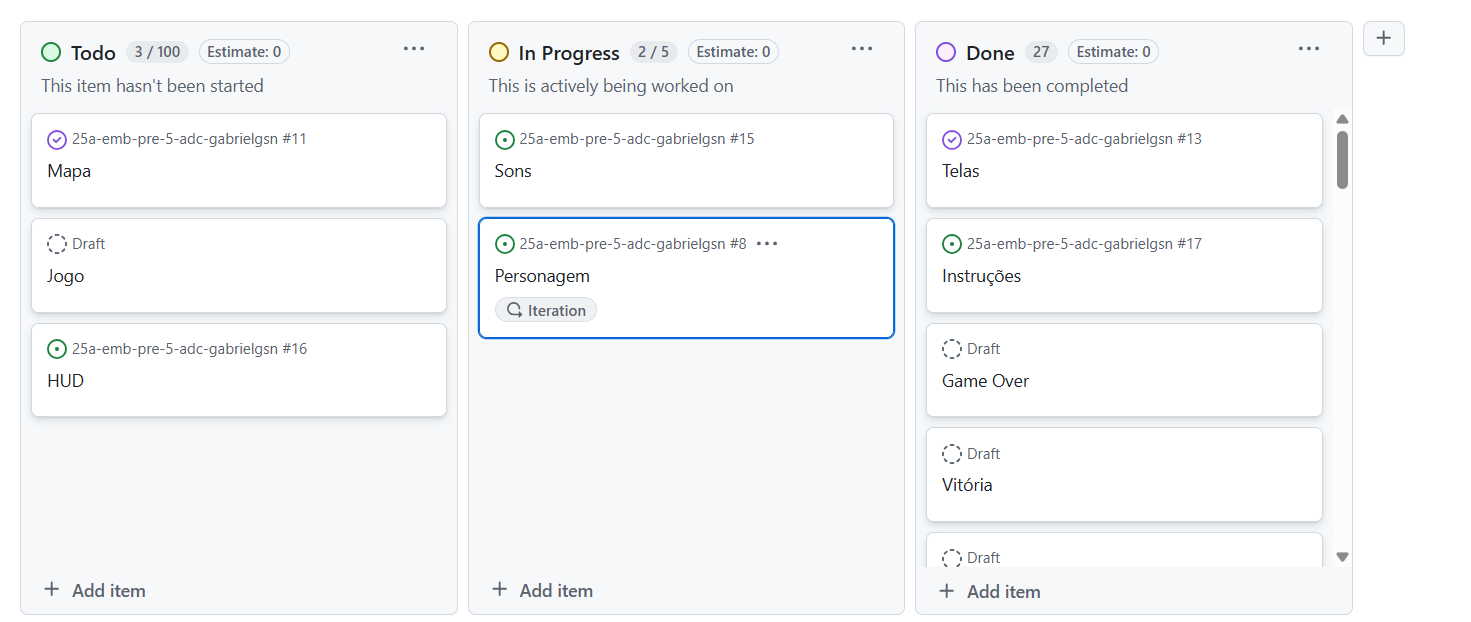 Todo 3 / 100 Estimate: 0
This item hasn't been started
25a-emb-pre-5-adc-gabrielgsn #11
Mapa
Draft
Jogo
25a-emb-pre-5-adc-gabrielgsn #16
HUD
Add item
In Progress 2 / 5 Estimate: 0
This is actively being worked on
25a-emb-pre-5-adc-gabrielgsn #15
Sons
25a-emb-pre-5-adc-gabrielgsn #8
Personagem
Iteration
Add item
Done 27 Estimate: 0
This has been completed
25a-emb-pre-5-adc-gabrielgsn #13
Telas
25a-emb-pre-5-adc-gabrielgsn #17
Instruções
Draft
Game Over
Draft
Vitória
Draft
Add item